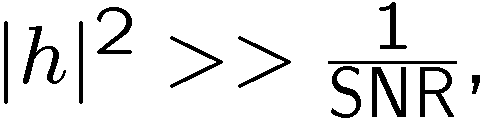 |h|² >> 1/SNR,